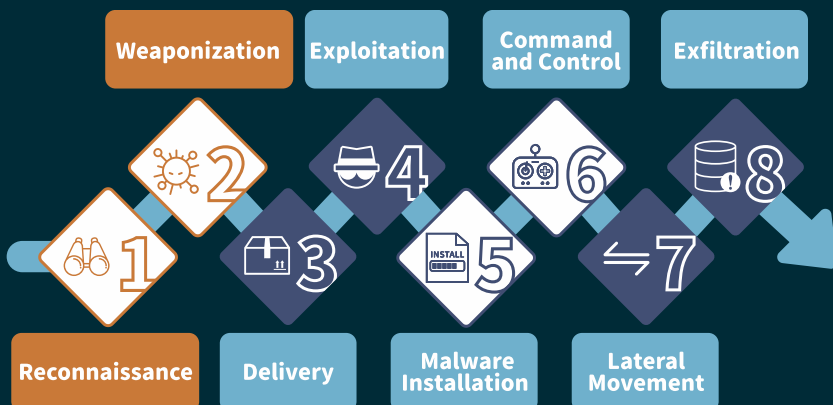 Weaponization
Exploitation
Command
and Control
Exfiltration
2
4
6
8
1
3
INSTALL
5
7
Reconnaissance
Delivery
Malware
Installation
Lateral
Movement